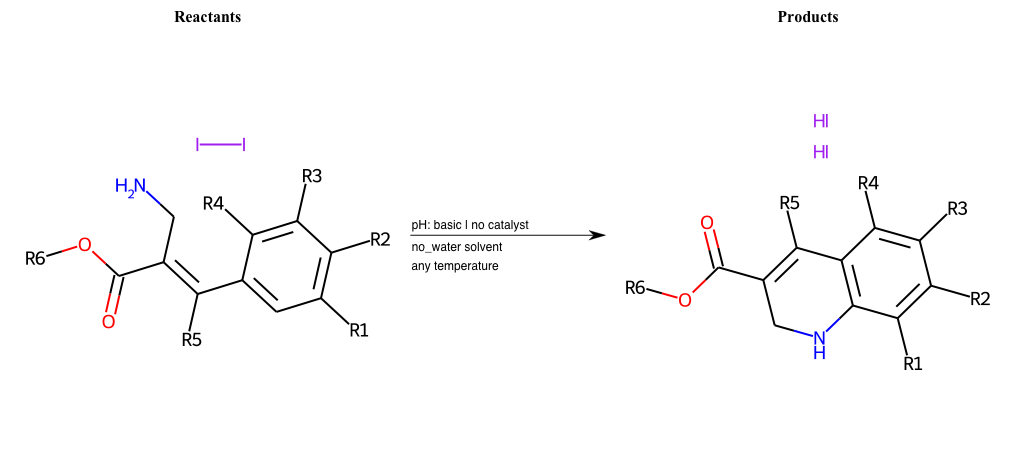 Reactants
Products
I I
HI
HI
H2N
R4
R3
R2
R1
R5
R6
O
O
pH: basic | no catalyst
no_water solvent
any temperature
R5
R4
R3
R2
R1
R6
O
O
N
H